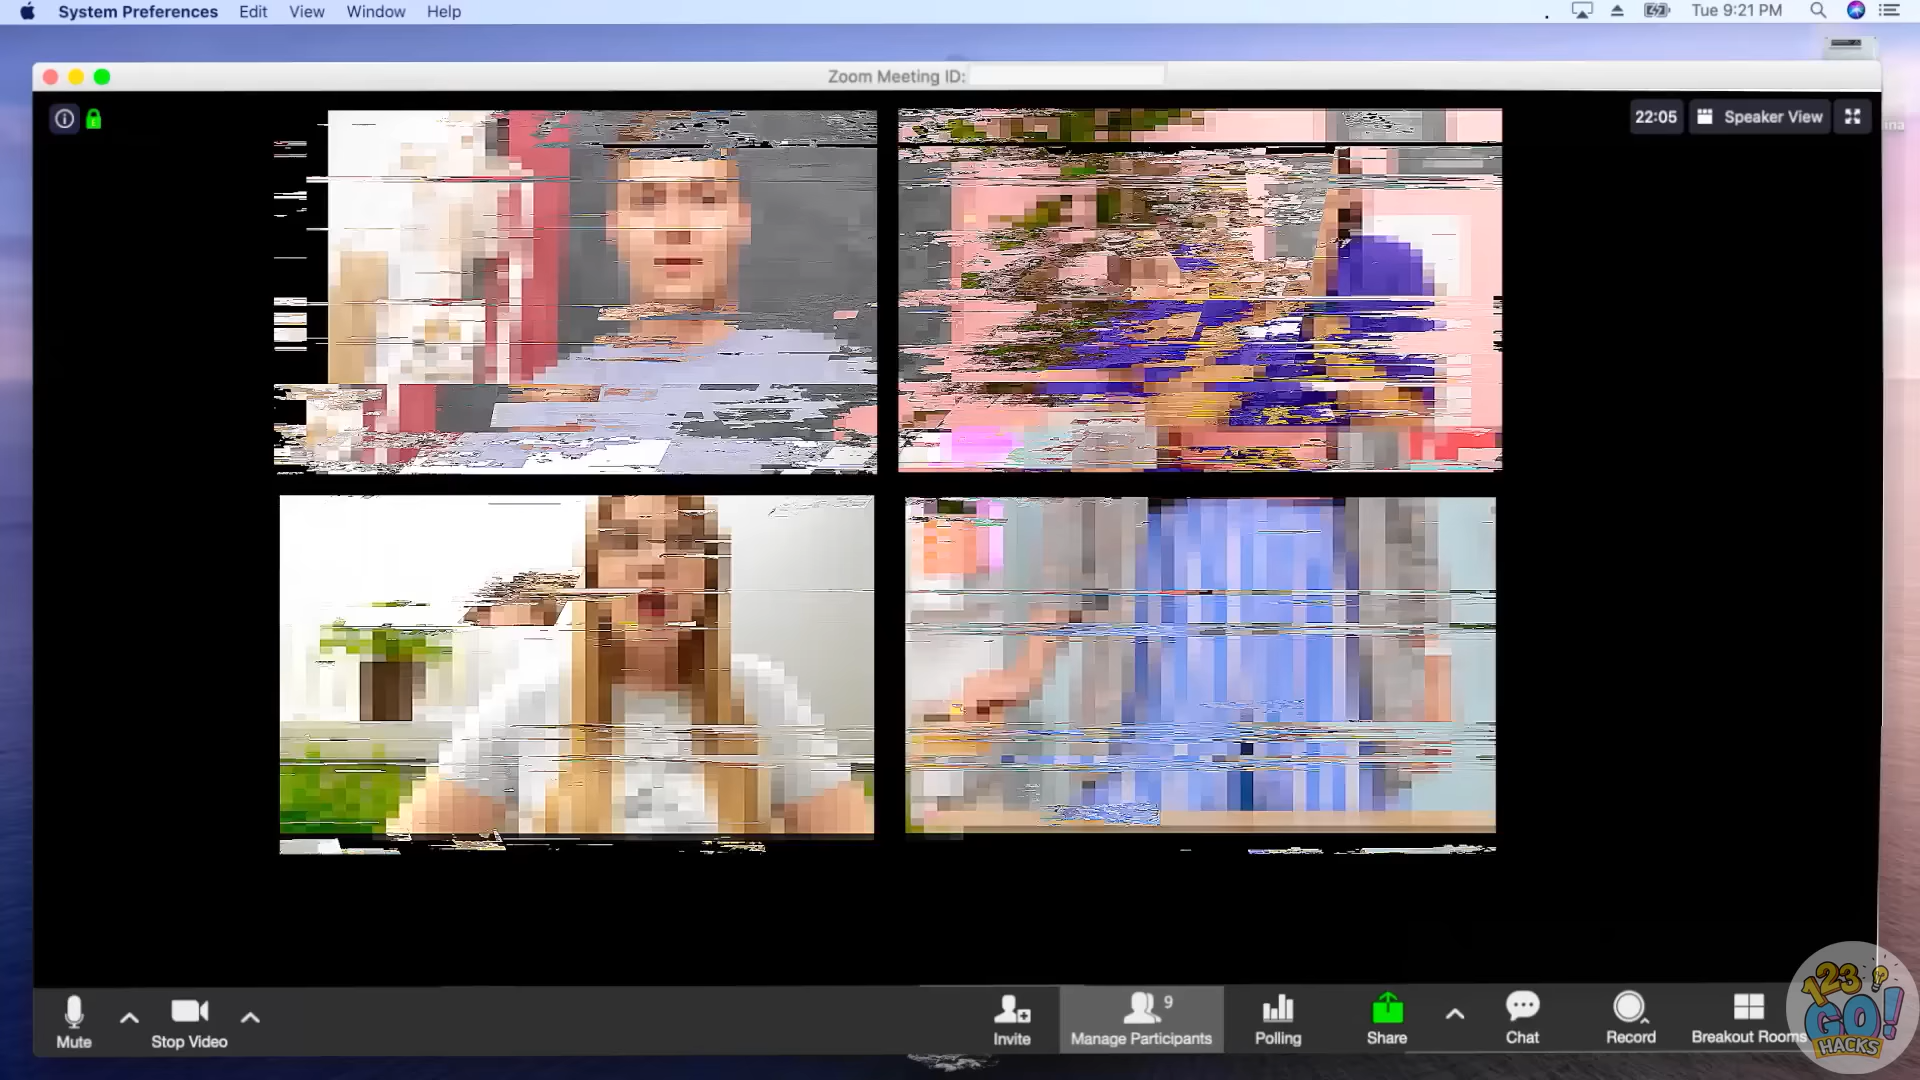 System Preferences Edit View Window Help
Tue 9:21 PM
Zoom Meeting ID:
22:05 Speaker View
9
Mute
Stop Video
Invite
Manage Participants
Polling
Share
Chat
Record
Breakout Rooms
123
GO!
HACKS